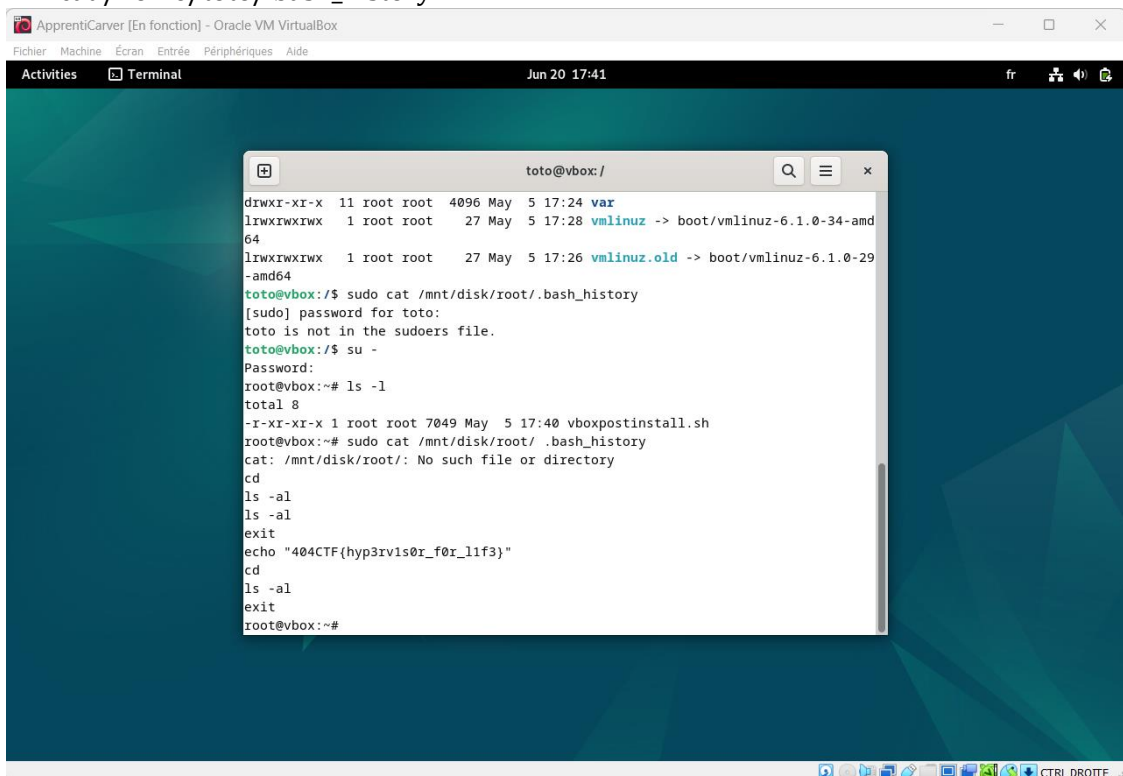 ApprentiCarver [En fonction] - Oracle VM VirtualBox
Fichier Machine Écran Entrée Périphériques Aide
Activities Terminal Jun 20 17:41 fr
toto@vbox: /
drwxr-xr-x 11 root root 4096 May 5 17:24 var
lrwxrwxrwx 1 root root 27 May 5 17:28 vmlinuz -> boot/vmlinuz-6.1.0-34-amd
64
lrwxrwxrwx 1 root root 27 May 5 17:26 vmlinuz.old -> boot/vmlinuz-6.1.0-29
-amd64
toto@vbox:/$ sudo cat /mnt/disk/root/.bash_history
[sudo] password for toto:
toto is not in the sudoers file.
toto@vbox:/$ su -
Password:
root@vbox:~# ls -l
total 8
-r-xr-xr-x 1 root root 7049 May 5 17:40 vboxpostinstall.sh
root@vbox:~# sudo cat /mnt/disk/root/ .bash_history
cat: /mnt/disk/root/: No such file or directory
cd
ls -al
ls -al
exit
echo "404CTF{hyp3rv1s0r_f0r_l1f3}"
cd
ls -al
exit
root@vbox:~#
CTRL DROITE